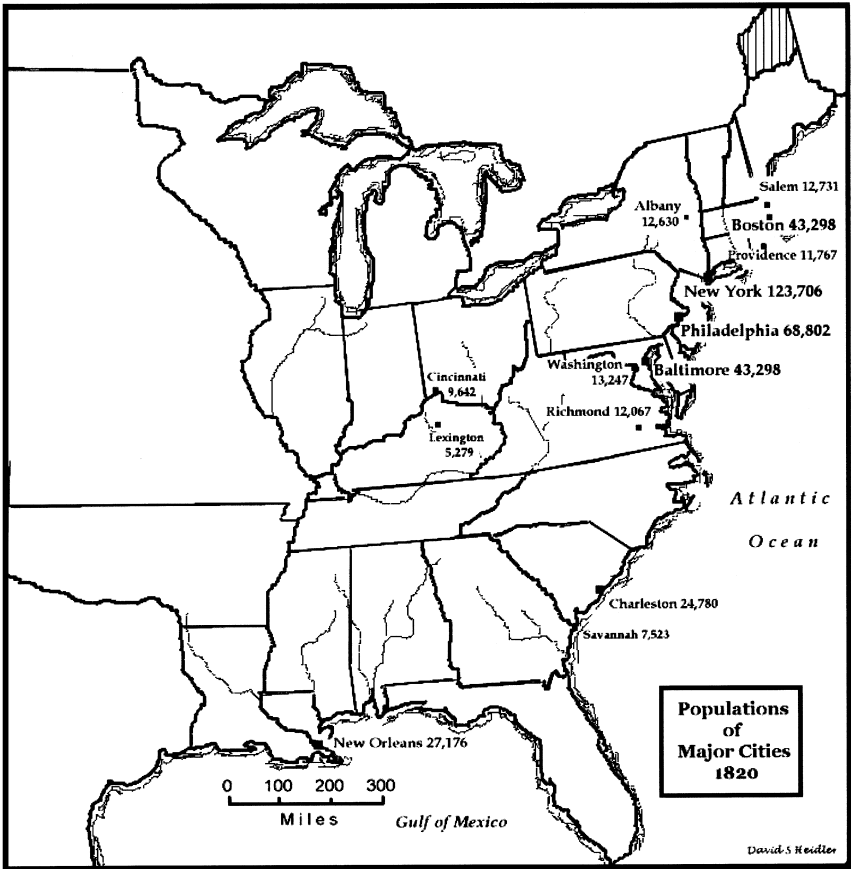 Salem 12,731
Albany
12,630
Boston 43,298
Providence 11,767
New York 123,706
Philadelphia 68,802
Washington
13,247
Baltimore 43,298
Cincinnati
9,642
Richmond 12,067
Lexington
5,279
Atlantic
Ocean
Charleston 24,780
Savannah 7,523
Populations
of
Major Cities
1820
New Orleans 27,176
0 100 200 300
Miles
Gulf of Mexico
David S Heidler